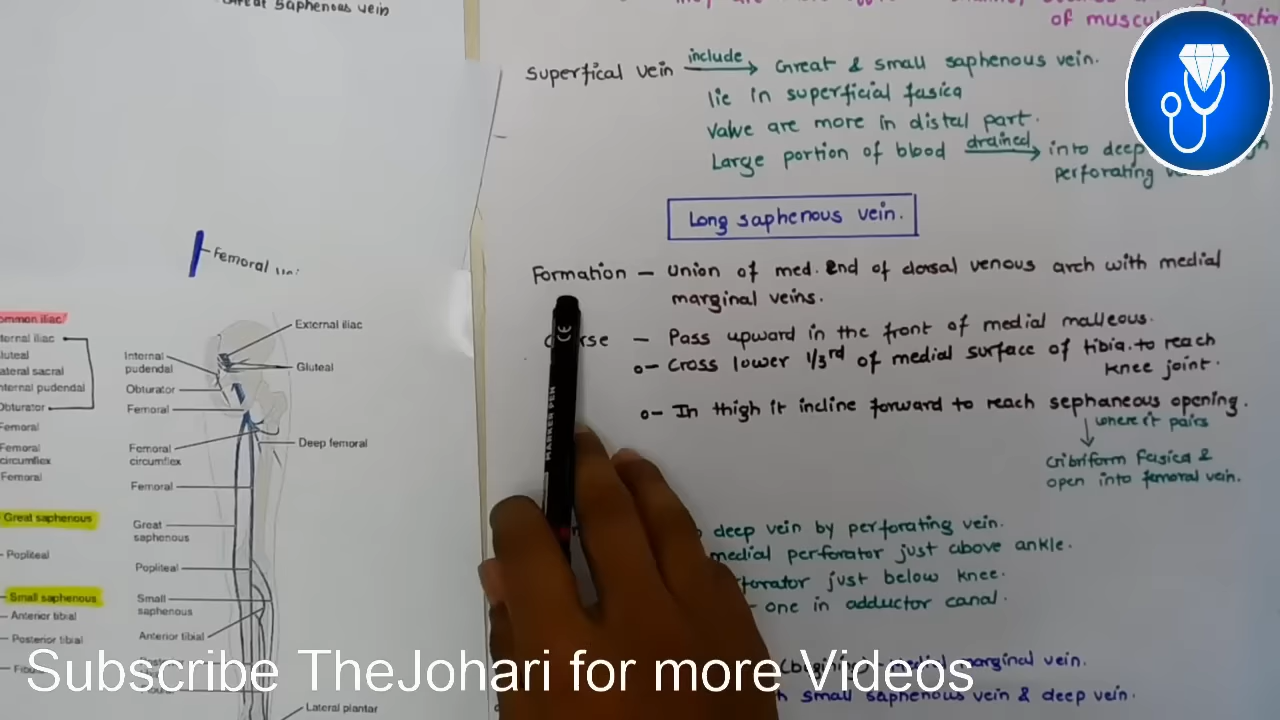 Great saphenous vein
Femoral
External iliac
Internal
pudendal
Gluteal
Obturator
Femoral
Femoral
circumflex
Deep femoral
Femoral
Great
saphenous
Popliteal
Small
saphenous
Anterior tibial
Lateral plantar
ommon iliac
ternal iliac
luteal
ateral sacral
nternal pudendal
Obturator
Femoral
Femoral
circumflex
Femoral
Great saphenous
Popliteal
Small saphenous
Anterior tibial
Posterior tibial
of muscul
Superfical vein include Great & small saphenous vein.
lie in superficial fasica
Valve are more in distal part.
Large portion of blood drained into deep
perforating
Long saphenous vein.
Formation – Union of med. End of dorsal venous arch with medial
marginal veins.
rse – Pass upward in the front of medial malleous.
o– Cross lower 1/3rd of medial surface of tibia. to reach
knee joint.
o– In thigh it incline forward to reach sephaneous opening.
where it pairs
Cribriform fasica &
open into femoral vein.
deep vein by perforating vein.
medial perforator just above ankle.
forator just below knee.
one in adductor canal.
marginal vein.
small saphenous vein & deep vein.
Subscribe TheJohari for more Videos